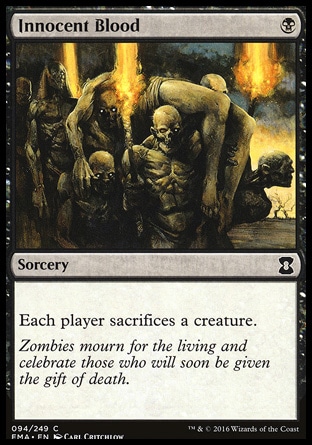 Innocent Blood
Sorcery
Each player sacrifices a creature.
Zombies mourn for the living and
celebrate those who will soon be given
the gift of death.
094/249 C
EMA • EN Carl Critchlow
™ & © 2016 Wizards of the Coast